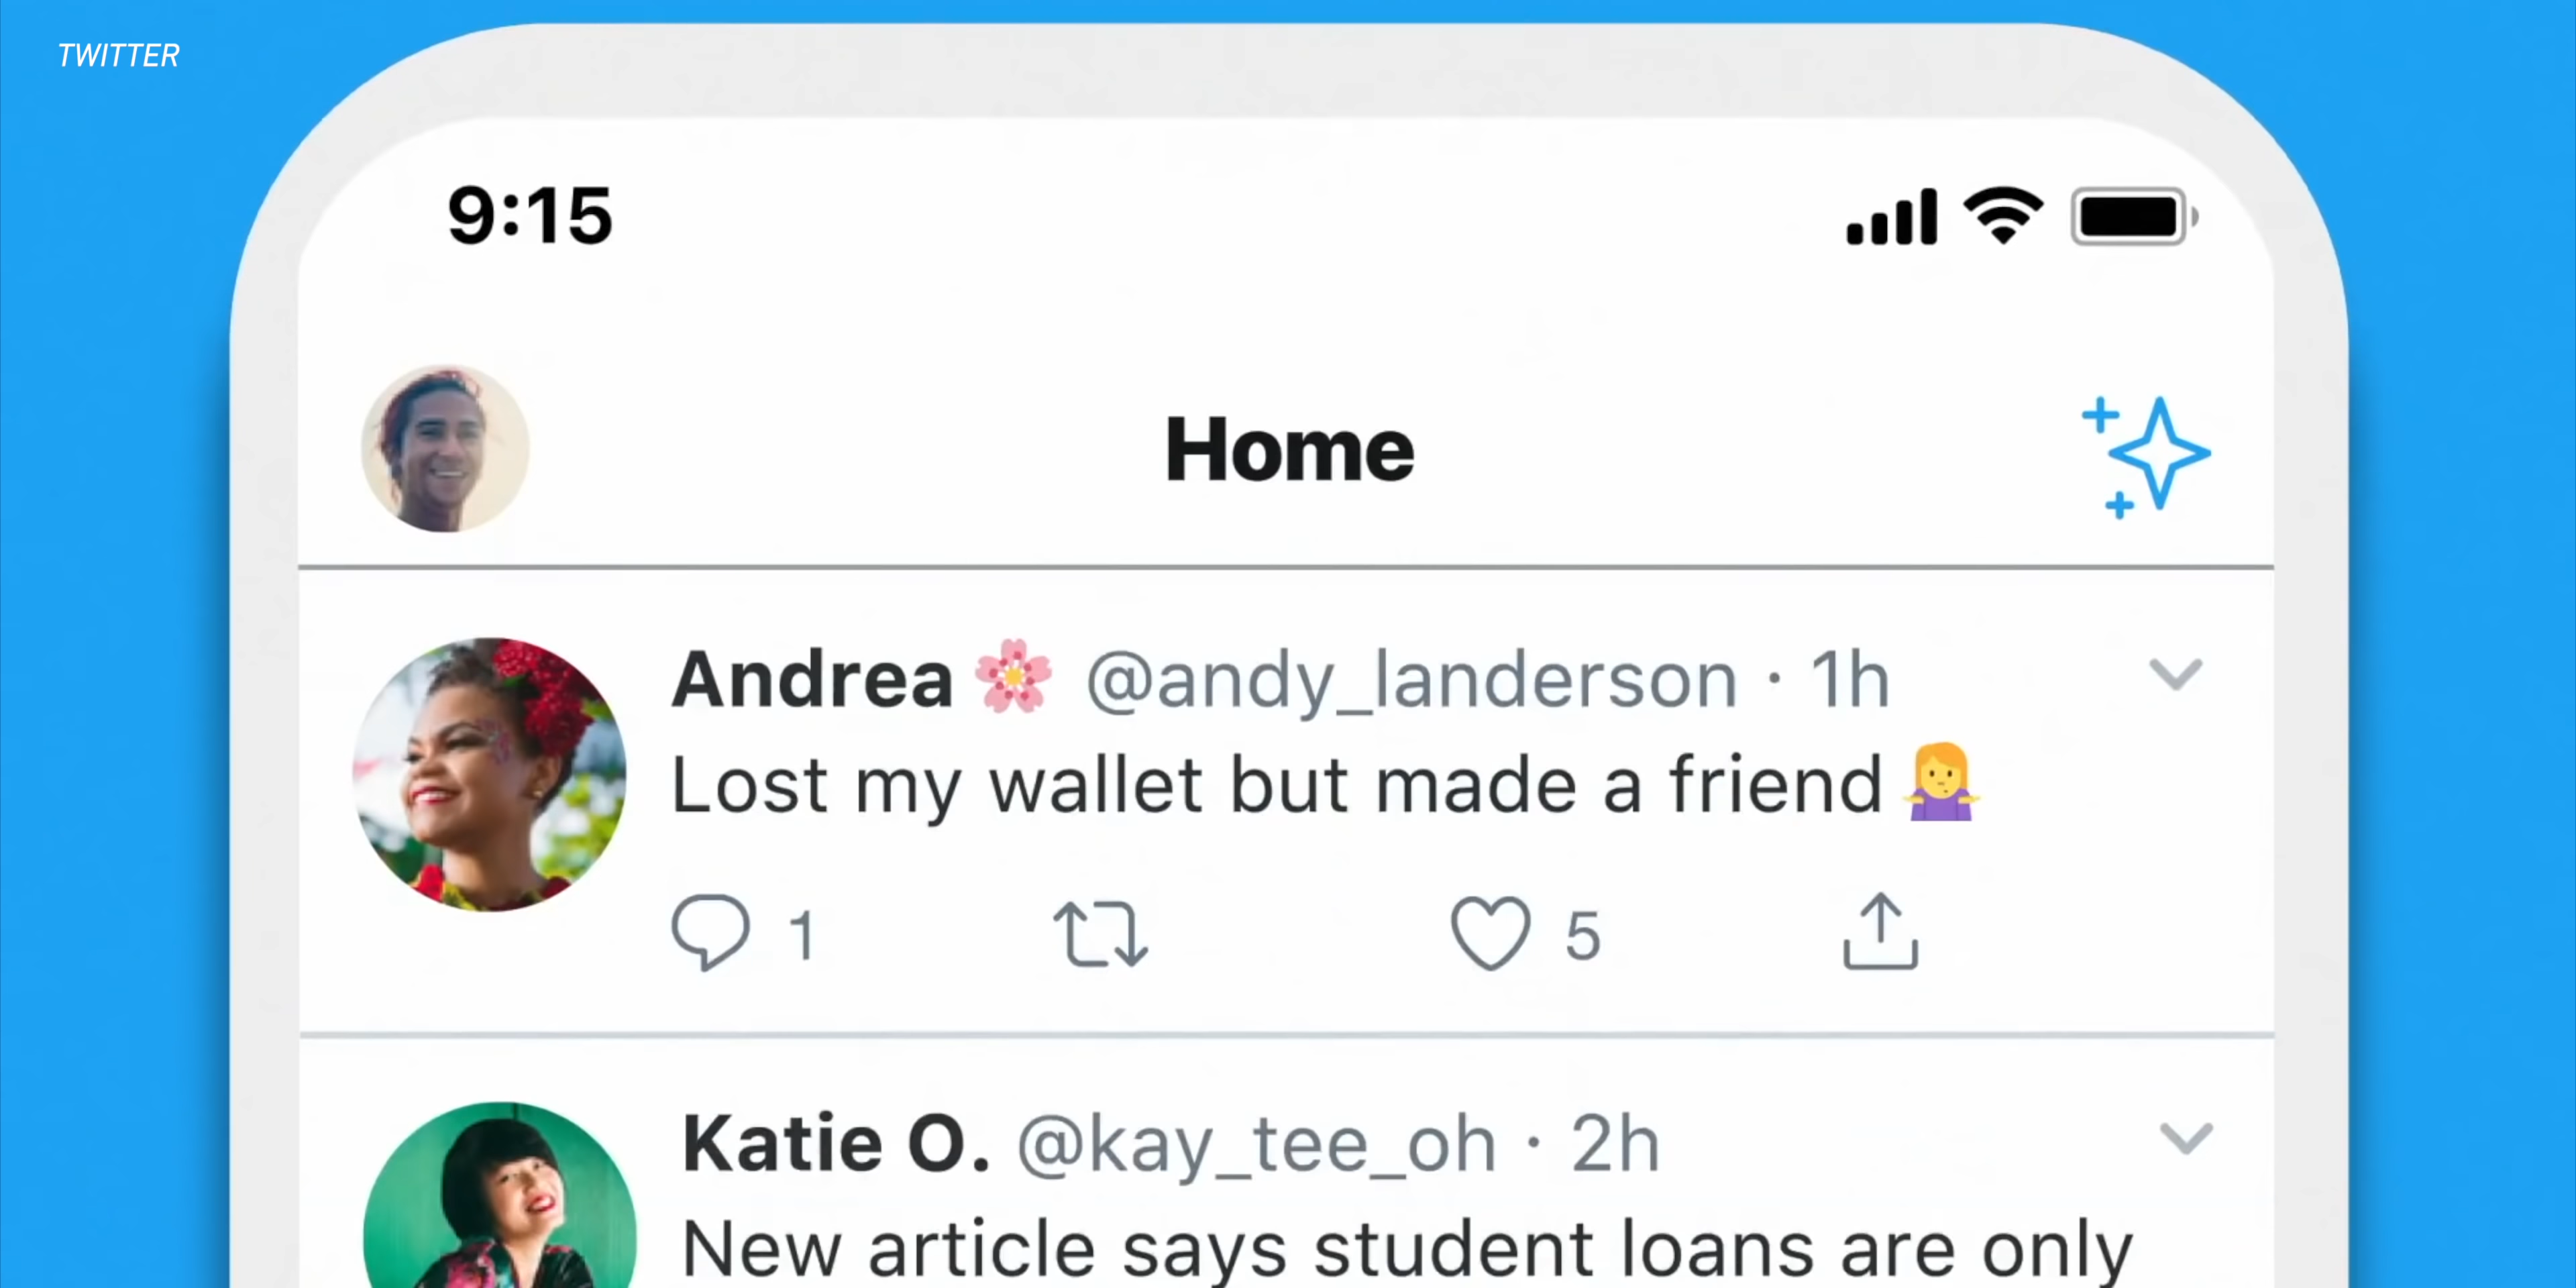 TWITTER
9:15
Home
Andrea 🌸 @andy_landerson · 1h
Lost my wallet but made a friend 🤷‍♀️
1 5
Katie O. @kay_tee_oh · 2h
New article says student loans are only